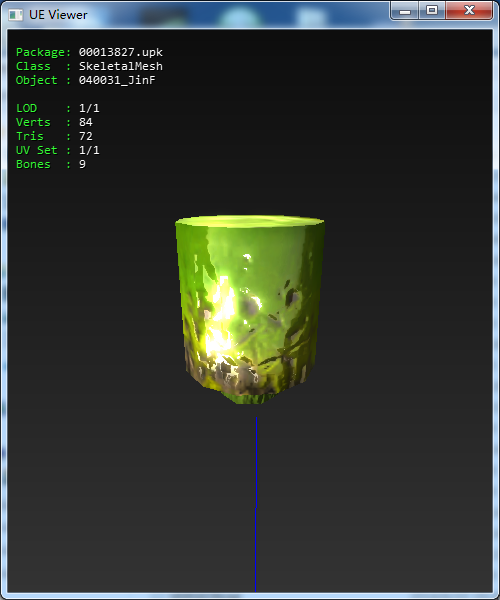 UE Viewer
Package: 00013827.upk
Class  : SkeletalMesh
Object : 040031_JinF
LOD    : 1/1
Verts  : 84
Tris   : 72
UV Set : 1/1
Bones  : 9